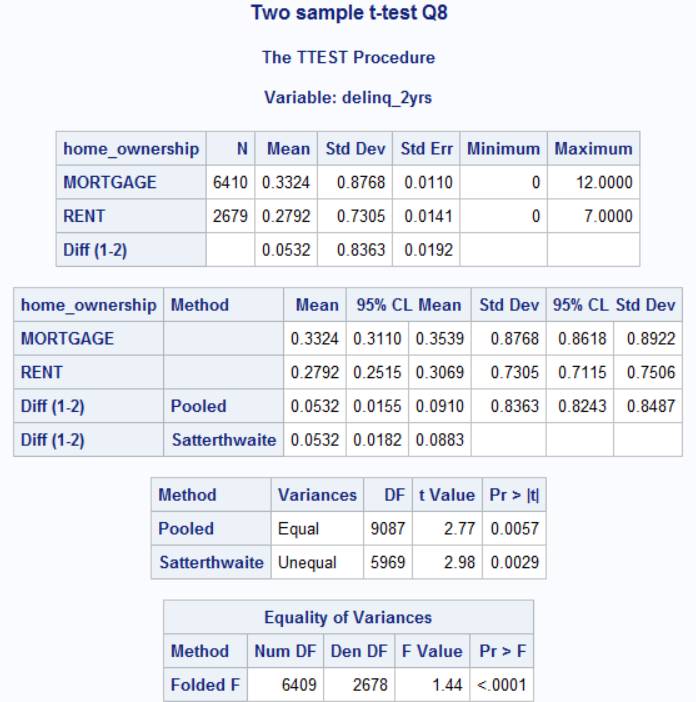 Two sample t-test Q8
The TTEST Procedure
Variable: delinq_2yrs
home_ownership N Mean Std Dev Std Err Minimum Maximum
MORTGAGE 6410 0.3324 0.8768 0.0110 0 12.0000
RENT 2679 0.2792 0.7305 0.0141 0 7.0000
Diff (1-2) 0.0532 0.8363 0.0192
home_ownership Method Mean 95% CL Mean Std Dev 95% CL Std Dev
MORTGAGE 0.3324 0.3110 0.3539 0.8768 0.8618 0.8922
RENT 0.2792 0.2515 0.3069 0.7305 0.7115 0.7506
Diff (1-2) Pooled 0.0532 0.0155 0.0910 0.8363 0.8243 0.8487
Diff (1-2) Satterthwaite 0.0532 0.0182 0.0883
Method Variances DF t Value Pr > |t|
Pooled Equal 9087 2.77 0.0057
Satterthwaite Unequal 5969 2.98 0.0029
Equality of Variances
Method Num DF Den DF F Value Pr > F
Folded F 6409 2678 1.44 <.0001